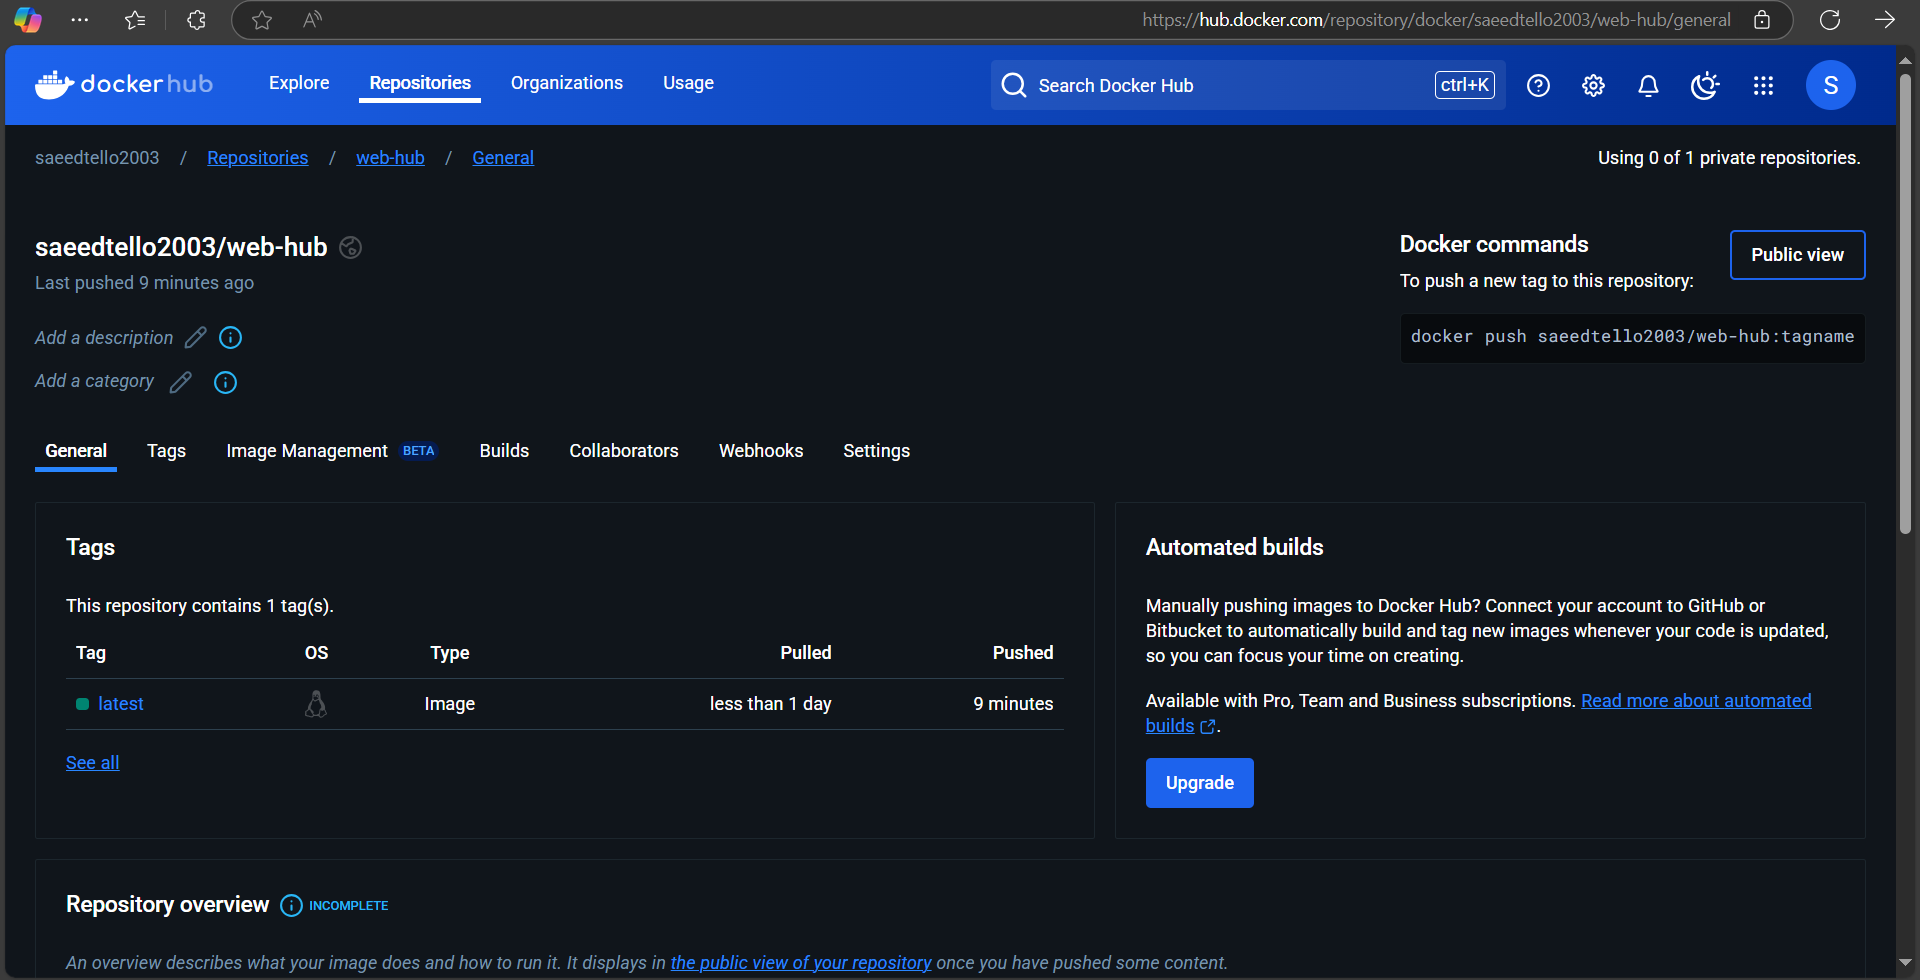 https://hub.docker.com/repository/docker/saeedtello2003/web-hub/general
dockerhub
Explore
Repositories
Organizations
Usage
Search Docker Hub
ctrl+K
S
saeedtello2003 / Repositories / web-hub / General
Using 0 of 1 private repositories.
saeedtello2003/web-hub
Last pushed 9 minutes ago
Add a description
Add a category
Docker commands
To push a new tag to this repository:
Public view
docker push saeedtello2003/web-hub:tagname
General
Tags
Image Management BETA
Builds
Collaborators
Webhooks
Settings
Tags
This repository contains 1 tag(s).
Tag OS Type Pulled Pushed
latest Image less than 1 day 9 minutes
See all
Automated builds
Manually pushing images to Docker Hub? Connect your account to GitHub or
Bitbucket to automatically build and tag new images whenever your code is updated,
so you can focus your time on creating.
Available with Pro, Team and Business subscriptions. Read more about automated
builds .
Upgrade
Repository overview INCOMPLETE
An overview describes what your image does and how to run it. It displays in the public view of your repository once you have pushed some content.